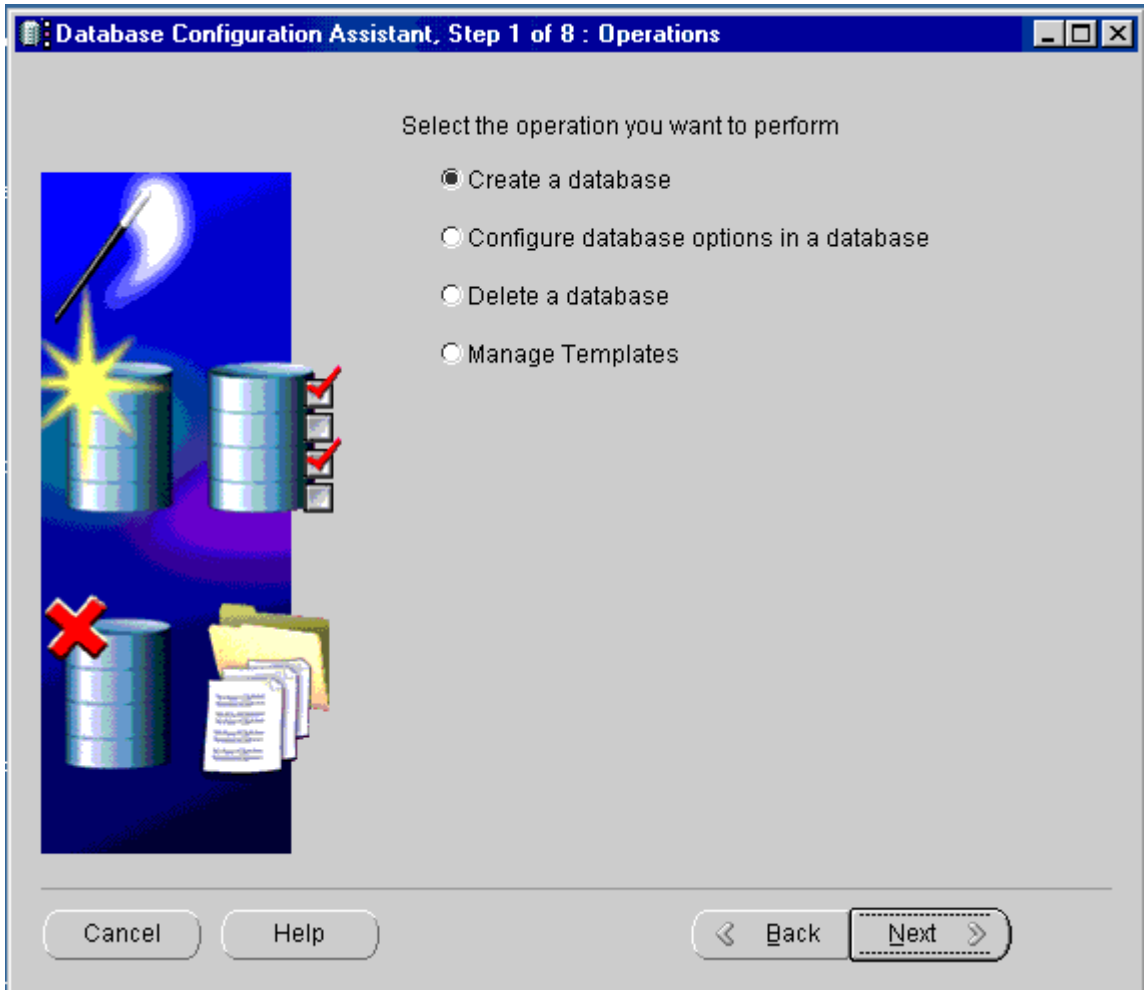 Database Configuration Assistant, Step 1 of 8 : Operations
Select the operation you want to perform
Create a database
Configure database options in a database
Delete a database
Manage Templates
Cancel
Help
Back
Next